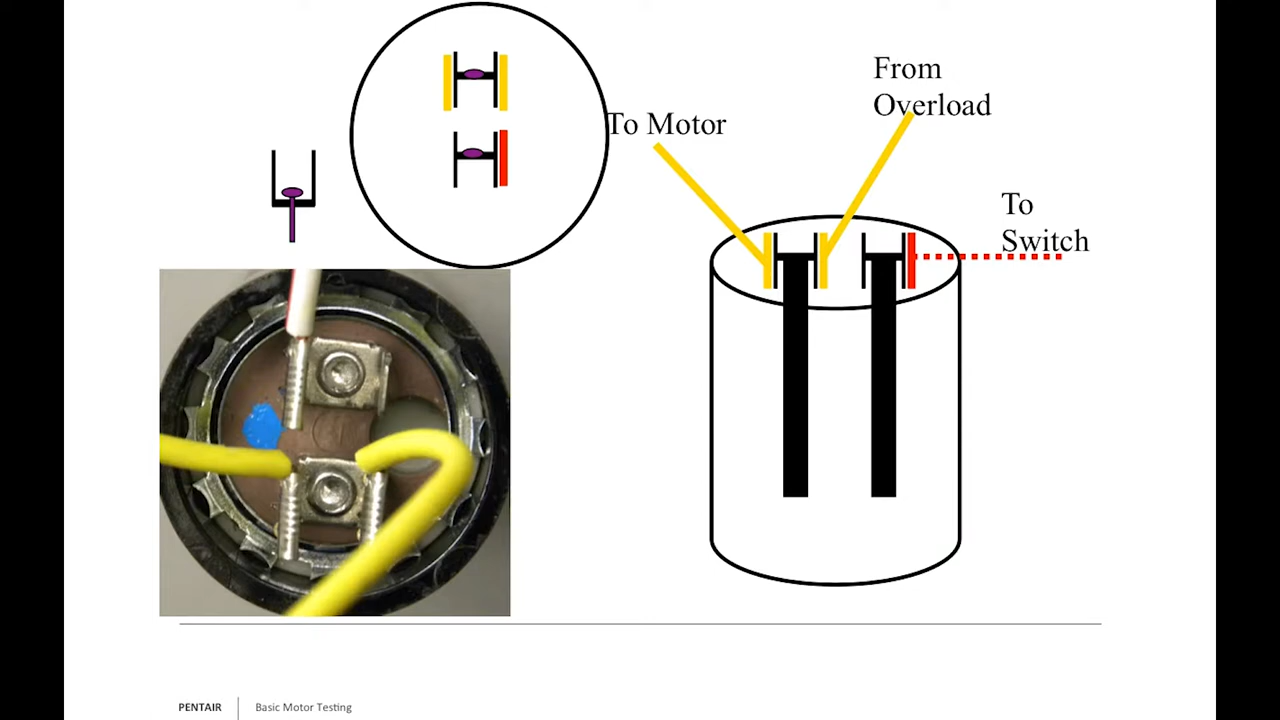 From
Overload
To Motor
To
Switch
PENTAIR
Basic Motor Testing